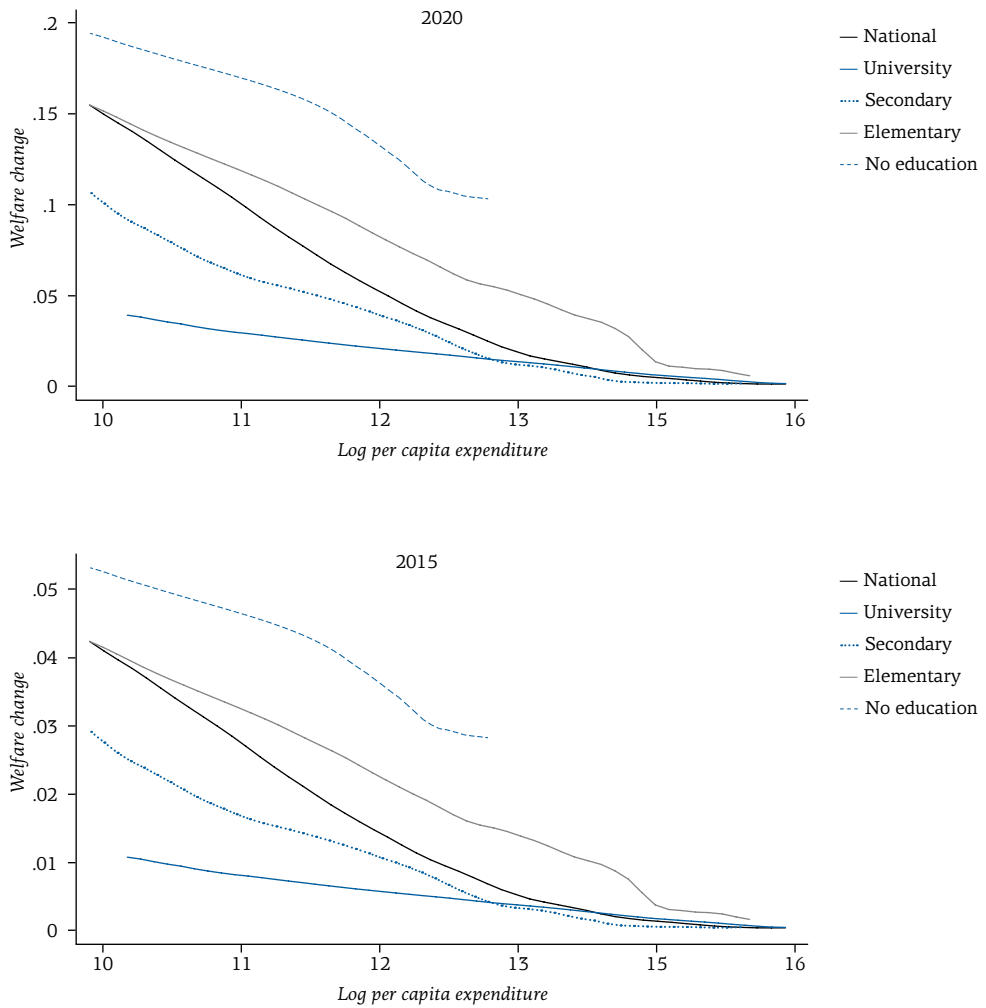 2020
.2
.15
.1
.05
0
Welfare change
10 11 12 13 15 16
Log per capita expenditure
National
University
Secondary
Elementary
No education
2015
.05
.04
.03
.02
.01
0
Welfare change
10 11 12 13 15 16
Log per capita expenditure
National
University
Secondary
Elementary
No education